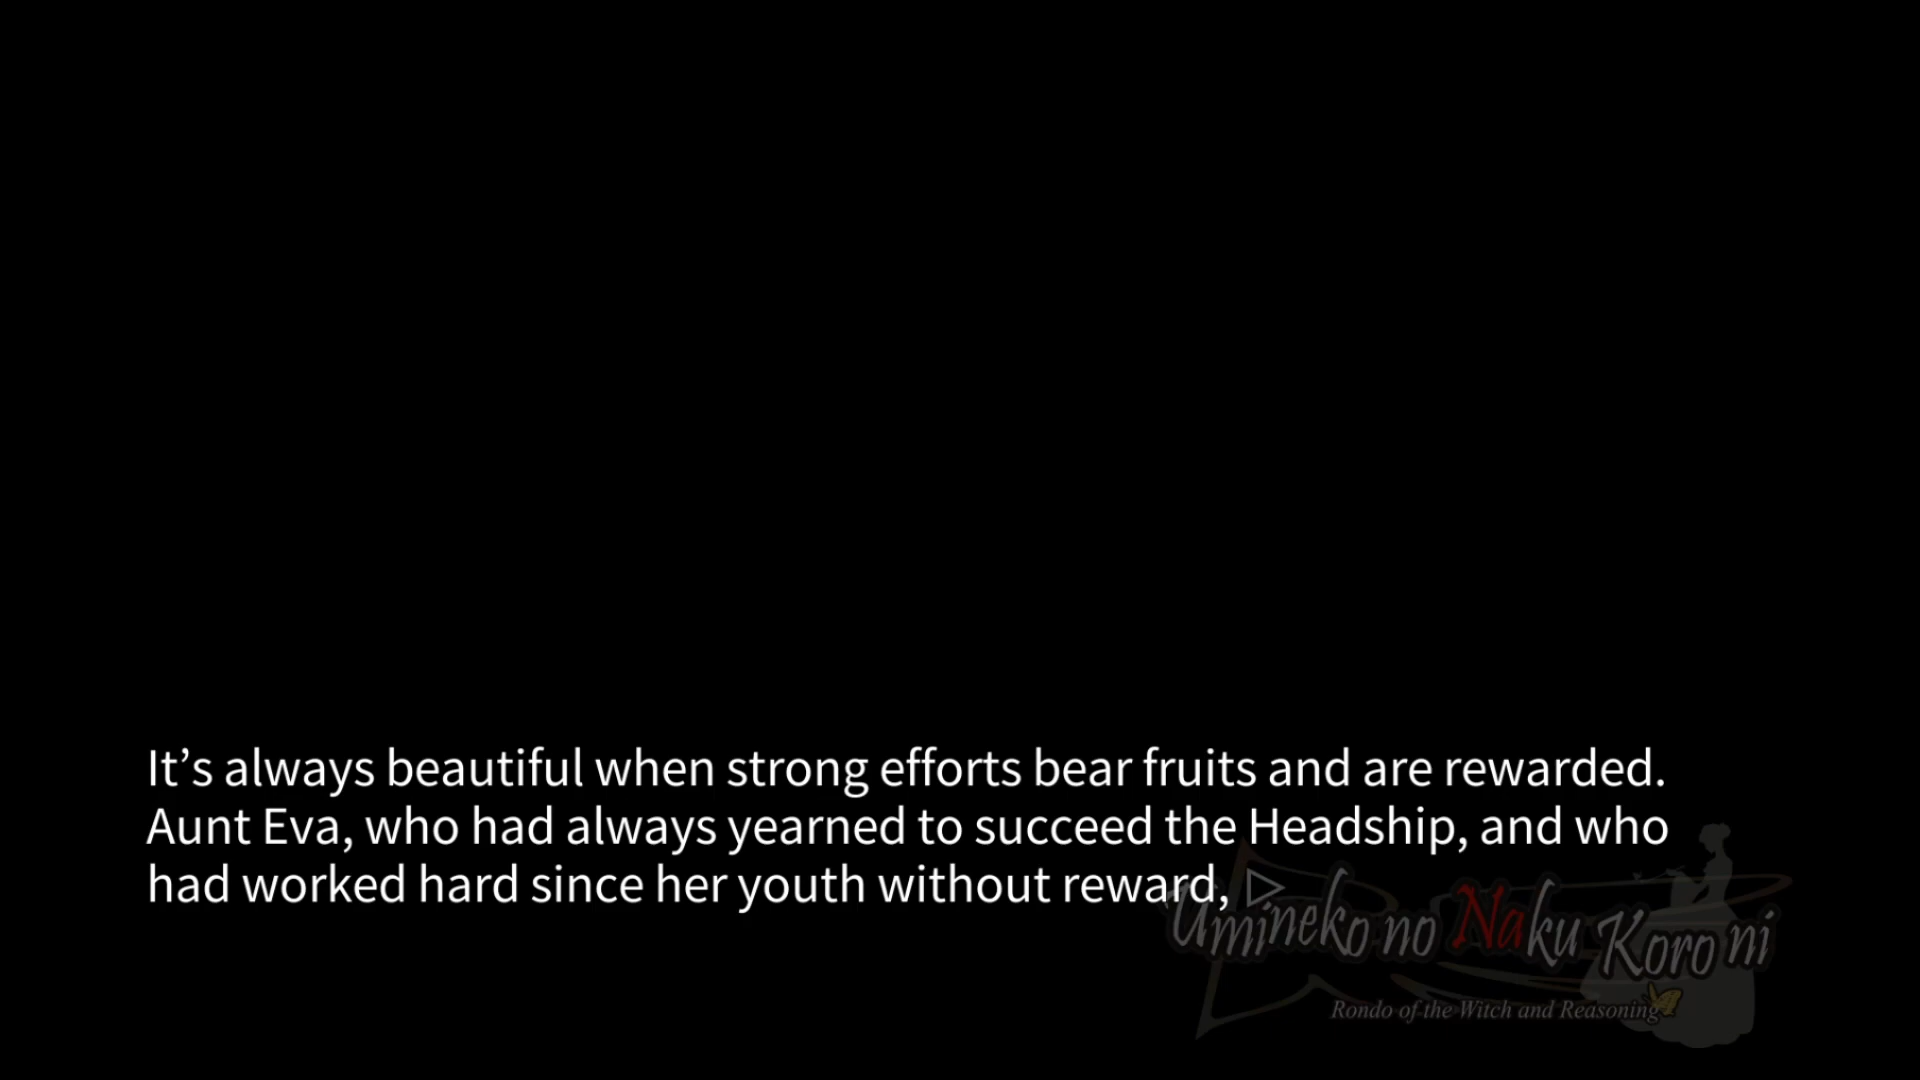 It’s always beautiful when strong efforts bear fruits and are rewarded.
Aunt Eva, who had always yearned to succeed the Headship, and who
had worked hard since her youth without reward,
Umineko no Naku Koro ni
Rondo of the Witch and Reasoning